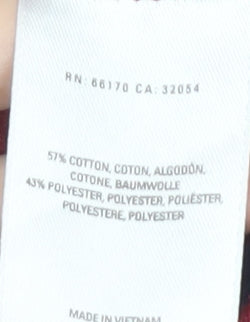 RN: 66170 CA: 32054
57% COTTON, COTON, ALGODÓN,
COTONE, BAUMWOLLE
43% POLYESTER, POLYESTER, POLIÉSTER,
POLYESTERE, POLYESTER
MADE IN VIETNAM